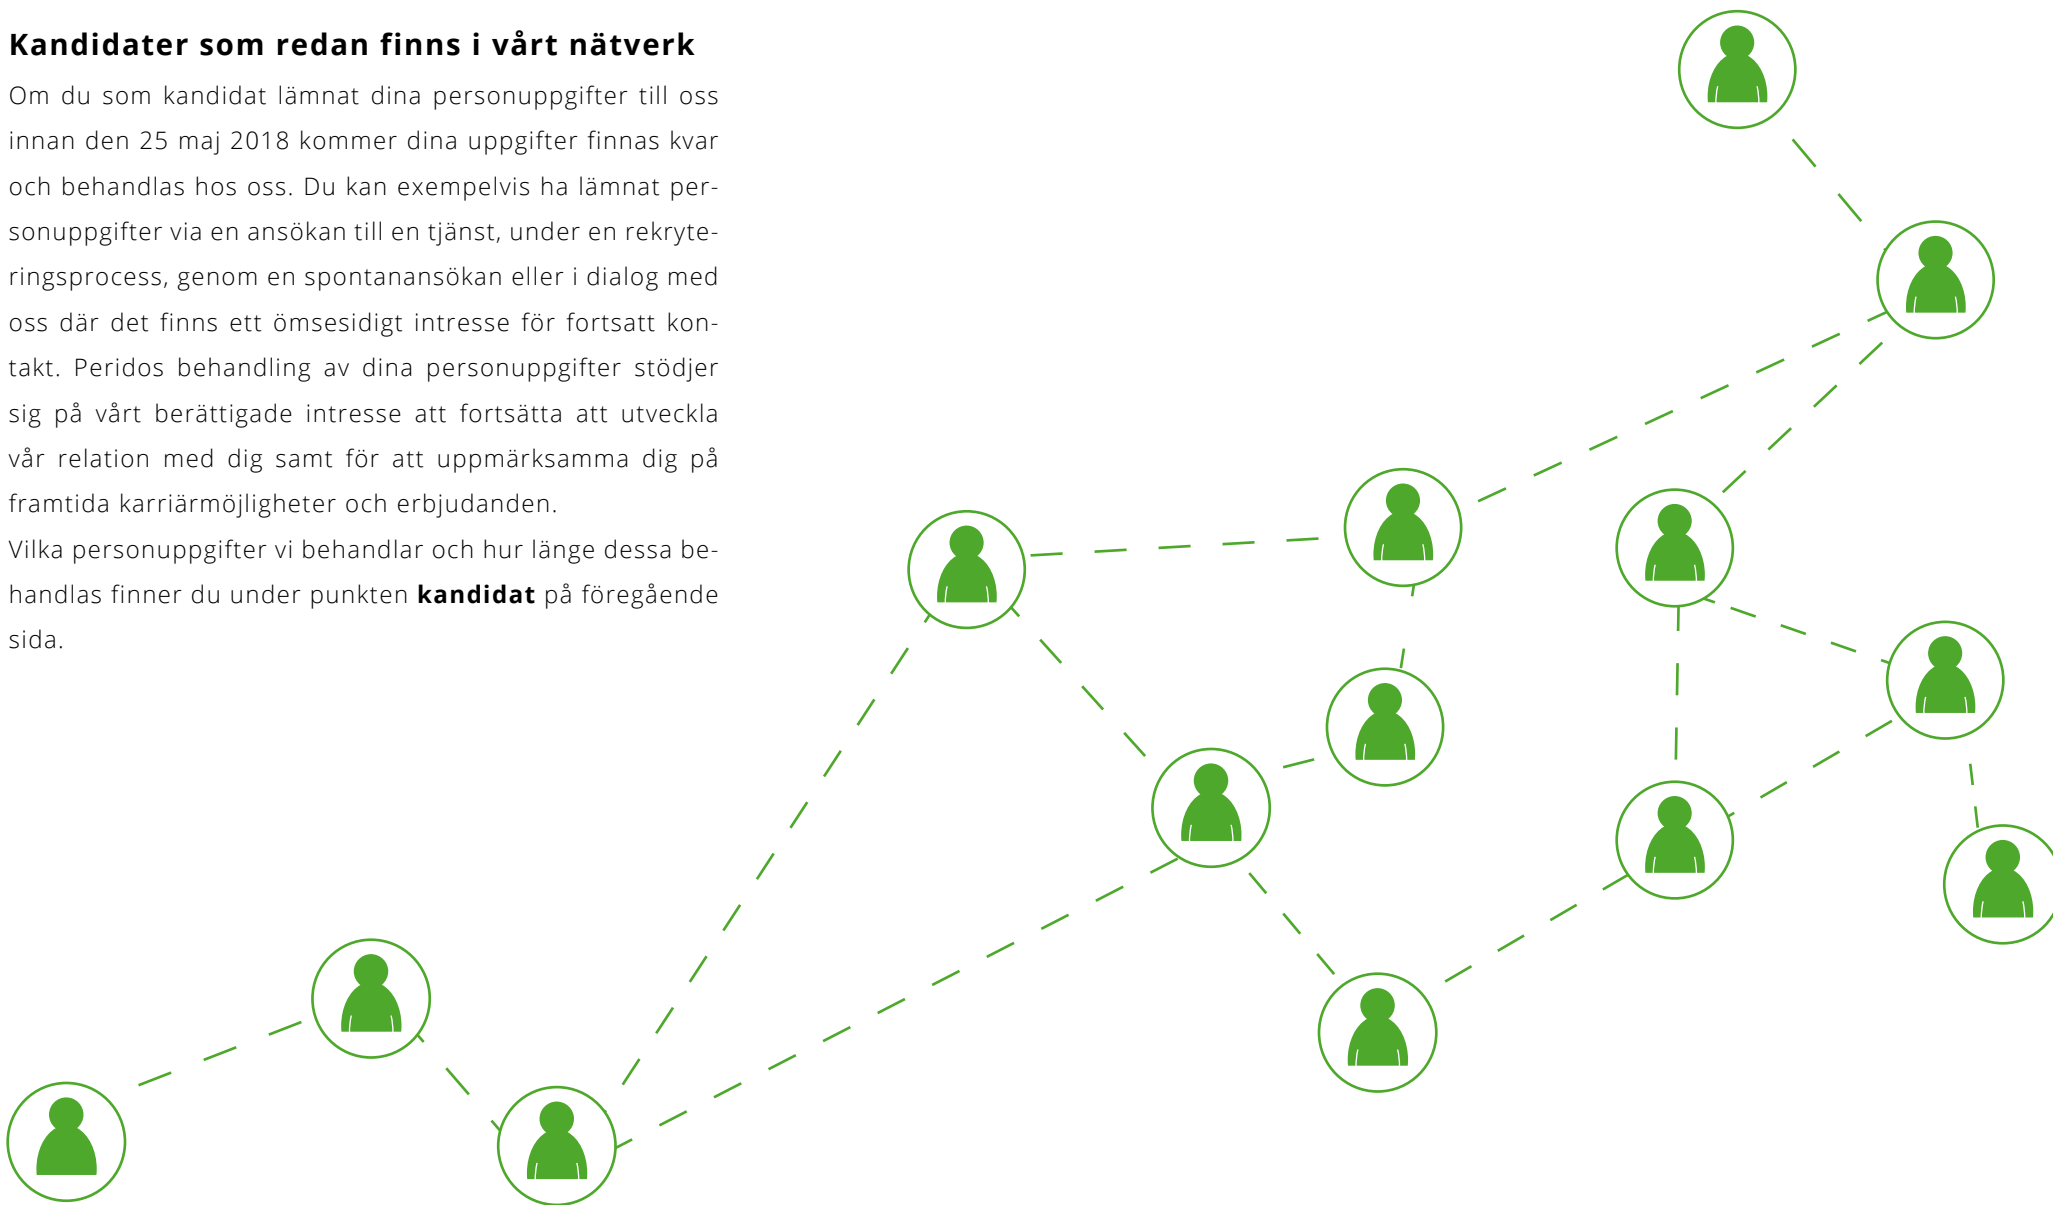 Kandidater som redan finns i vårt nätverk
Om du som kandidat lämnat dina personuppgifter till oss
innan den 25 maj 2018 kommer dina uppgifter finnas kvar
och behandlas hos oss. Du kan exempelvis ha lämnat per-
sonuppgifter via en ansökan till en tjänst, under en rekryte-
ringsprocess, genom en spontanansökan eller i dialog med
oss där det finns ett ömsesidigt intresse för fortsatt kon-
takt. Peridos behandling av dina personuppgifter stödjer
sig på vårt berättigade intresse att fortsätta att utveckla
vår relation med dig samt för att uppmärksamma dig på
framtida karriärmöjligheter och erbjudanden.
Vilka personuppgifter vi behandlar och hur länge dessa be-
handlas finner du under punkten kandidat på föregående
sida.